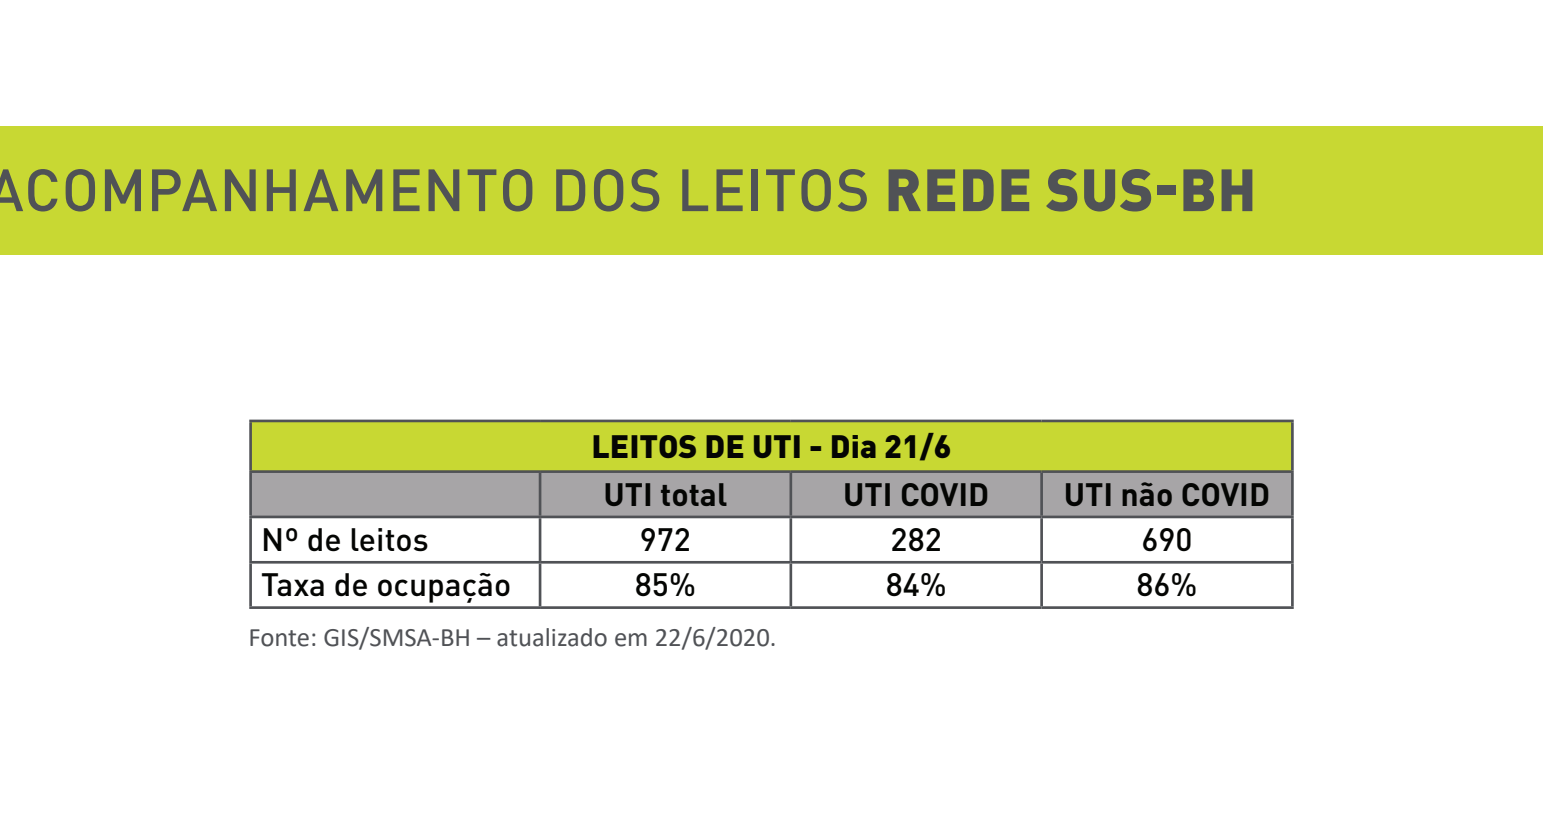 ACOMPANHAMENTO DOS LEITOS REDE SUS-BH
LEITOS DE UTI - Dia 21/6
UTI total UTI COVID UTI não COVID
Nº de leitos 972 282 690
Taxa de ocupação 85% 84% 86%
Fonte: GIS/SMSA-BH – atualizado em 22/6/2020.